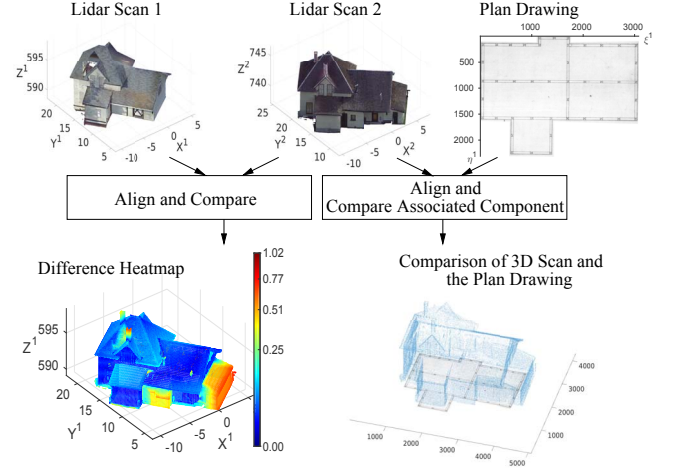 Lidar Scan 1
Lidar Scan 2
Plan Drawing
595
590
Z¹
20
15
10
5
Y¹
-10
-5
0
5
X¹
745
740
Z²
25
20
15
10
Y²
-10
-5
0
5
X²
1000
2000
3000
ξ¹
500
1000
1500
2000
η¹
Align and Compare
Align and
Compare Associated Component
Difference Heatmap
1.02
0.77
0.51
0.25
0.00
595
590
Z¹
20
15
10
5
Y¹
-10
-5
0
5
X¹
Comparison of 3D Scan and
the Plan Drawing
4000
3000
2000
1000
1000
2000
3000
4000
5000